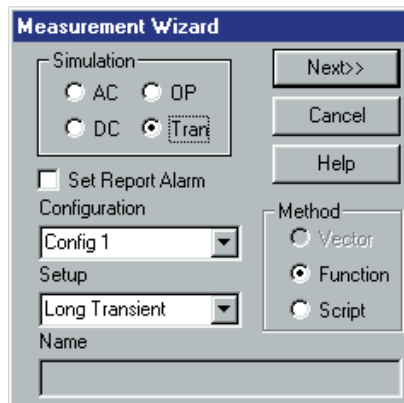 Measurement Wizard
Simulation
AC OP
DC Tran
Next>>
Cancel
Help
Set Report Alarm
Configuration
Config 1
Setup
Long Transient
Name
Method
Vector
Function
Script